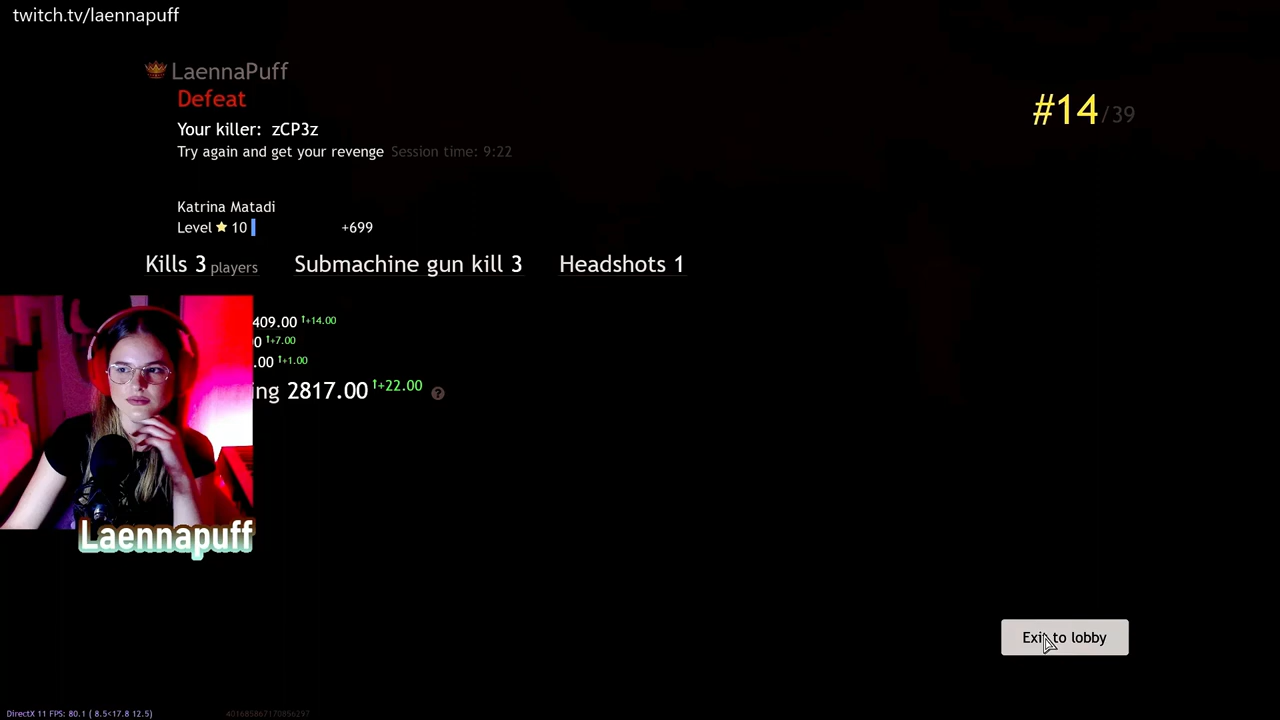 twitch.tv/laennapuff
LaennaPuff
Defeat
#14/39
Your killer: zCP3z
Try again and get your revenge Session time: 9:22
Katrina Matadi
Level 10 +699
Kills 3 players Submachine gun kill 3 Headshots 1
409.00 +14.00
0 +7.00
.00 +1.00
ing 2817.00 +22.00 ?
Laennapuff
Exit to lobby
DirectX 11 FPS: 80.1 ( 8.5<17.8 12.5)